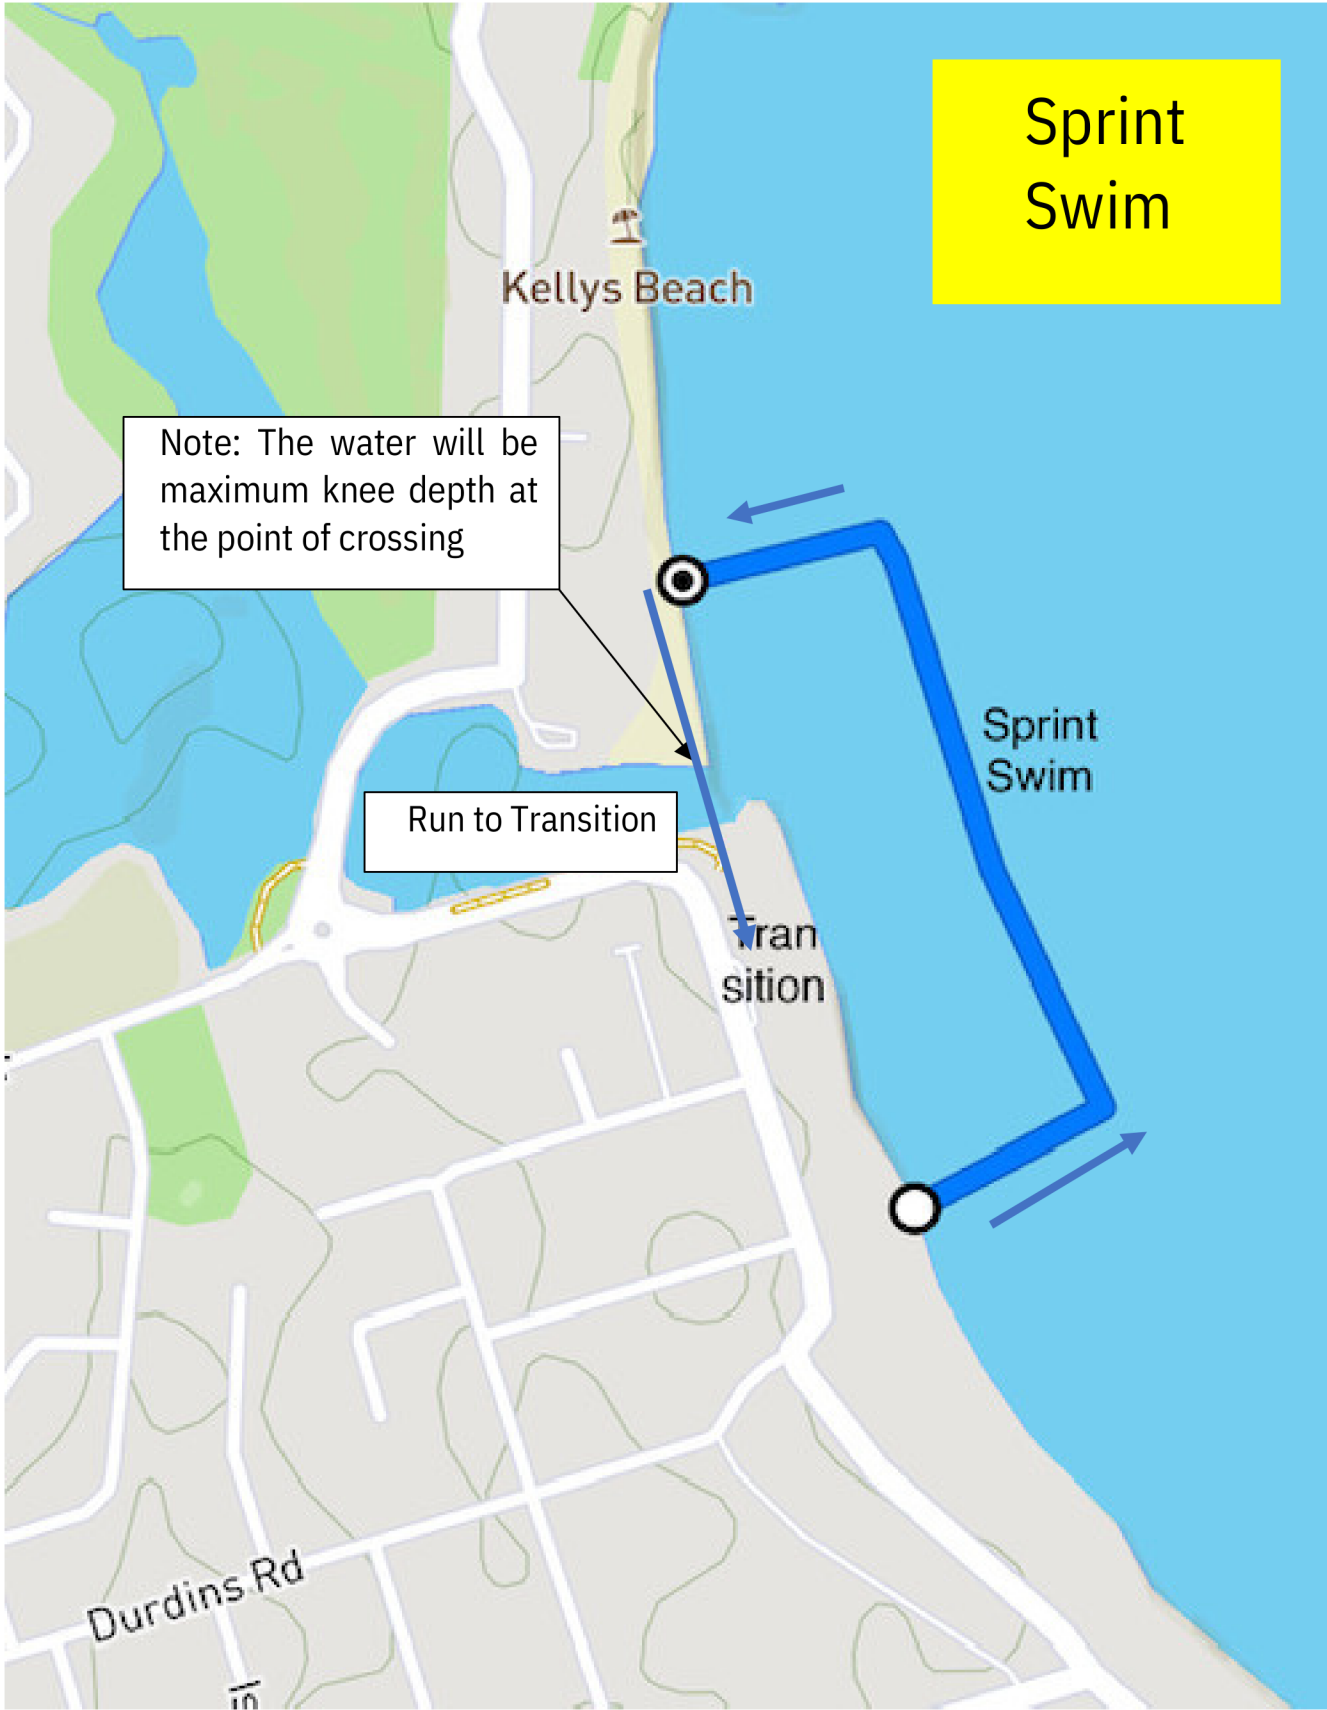 Sprint
Swim
Kellys Beach
Note: The water will be
maximum knee depth at
the point of crossing
Sprint
Swim
Run to Transition
Tran
sition
Durdins Rd